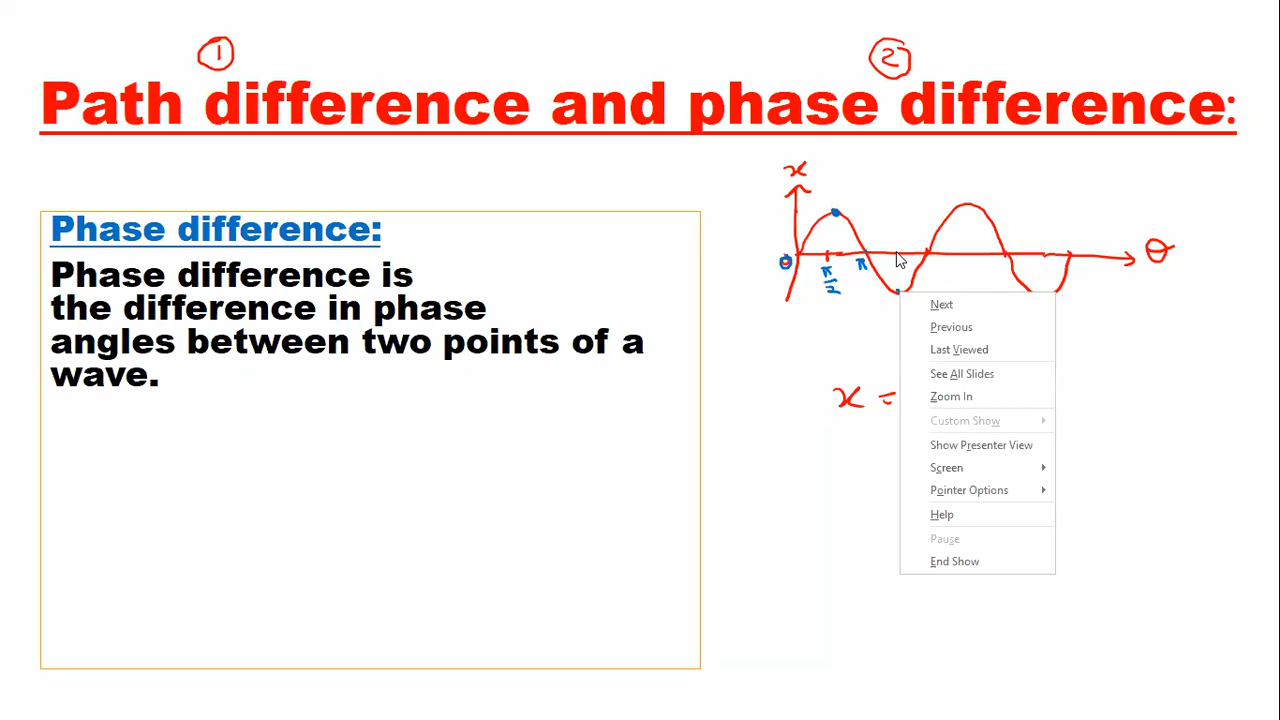 1 2
Path difference and phase difference:
x
θ
0 π/2 π
Phase difference:
Phase difference is
the difference in phase
angles between two points of a
wave.
x =
Next
Previous
Last Viewed
See All Slides
Zoom In
Custom Show
Show Presenter View
Screen
Pointer Options
Help
Pause
End Show